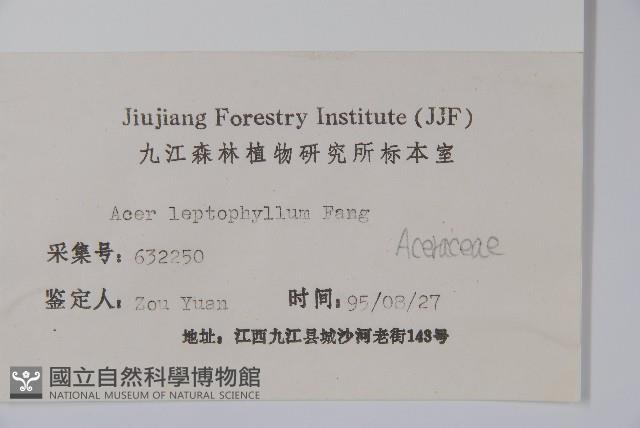 Jiujiang Forestry Institute (JJF)
九江森林植物研究所标本室
Acer leptophyllum Fang
Aceraceae
采集号: 632250
鉴定人: Zou Yuan 时间: 95/08/27
地址: 江西九江县城沙河老街143号
國立自然科學博物館
NATIONAL MUSEUM OF NATURAL SCIENCE